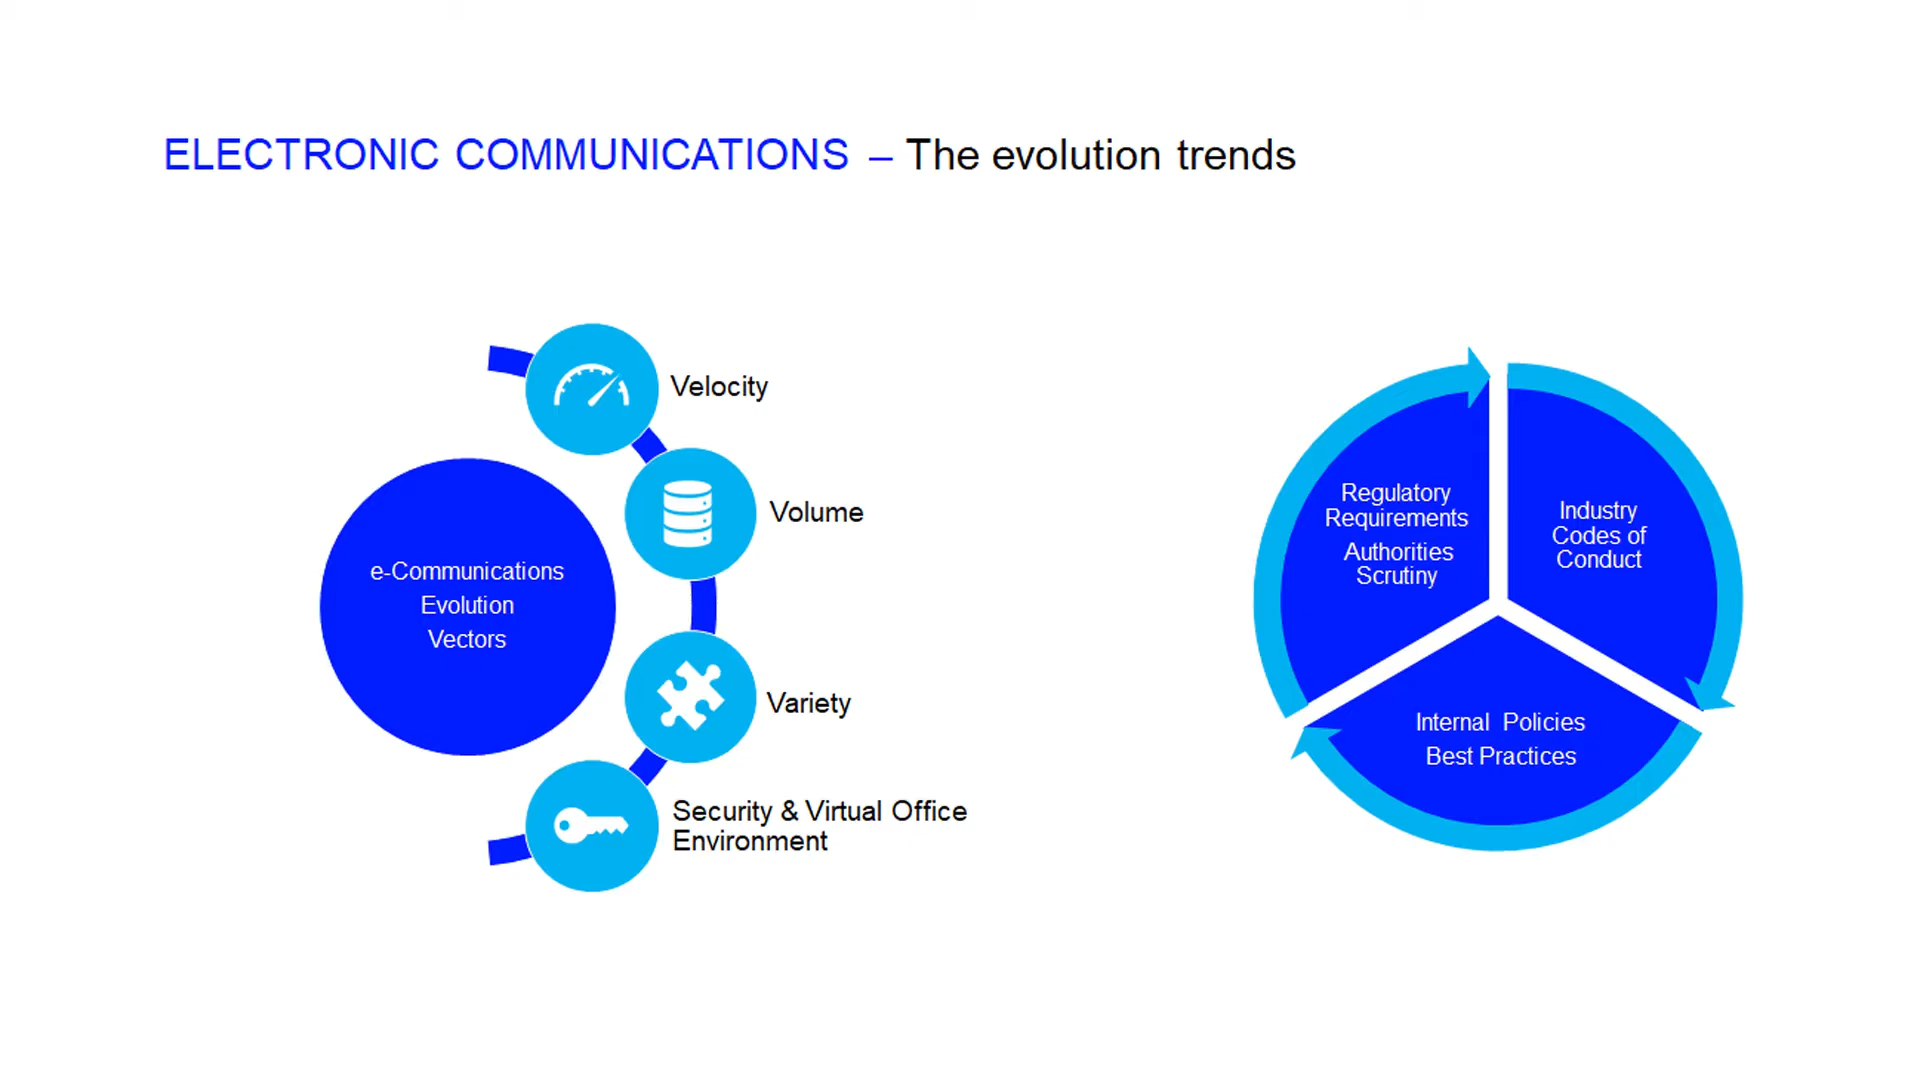 ELECTRONIC COMMUNICATIONS – The evolution trends
e-Communications
Evolution
Vectors
Velocity
Volume
Variety
Security & Virtual Office
Environment
Regulatory
Requirements
Authorities
Scrutiny
Industry
Codes of
Conduct
Internal Policies
Best Practices